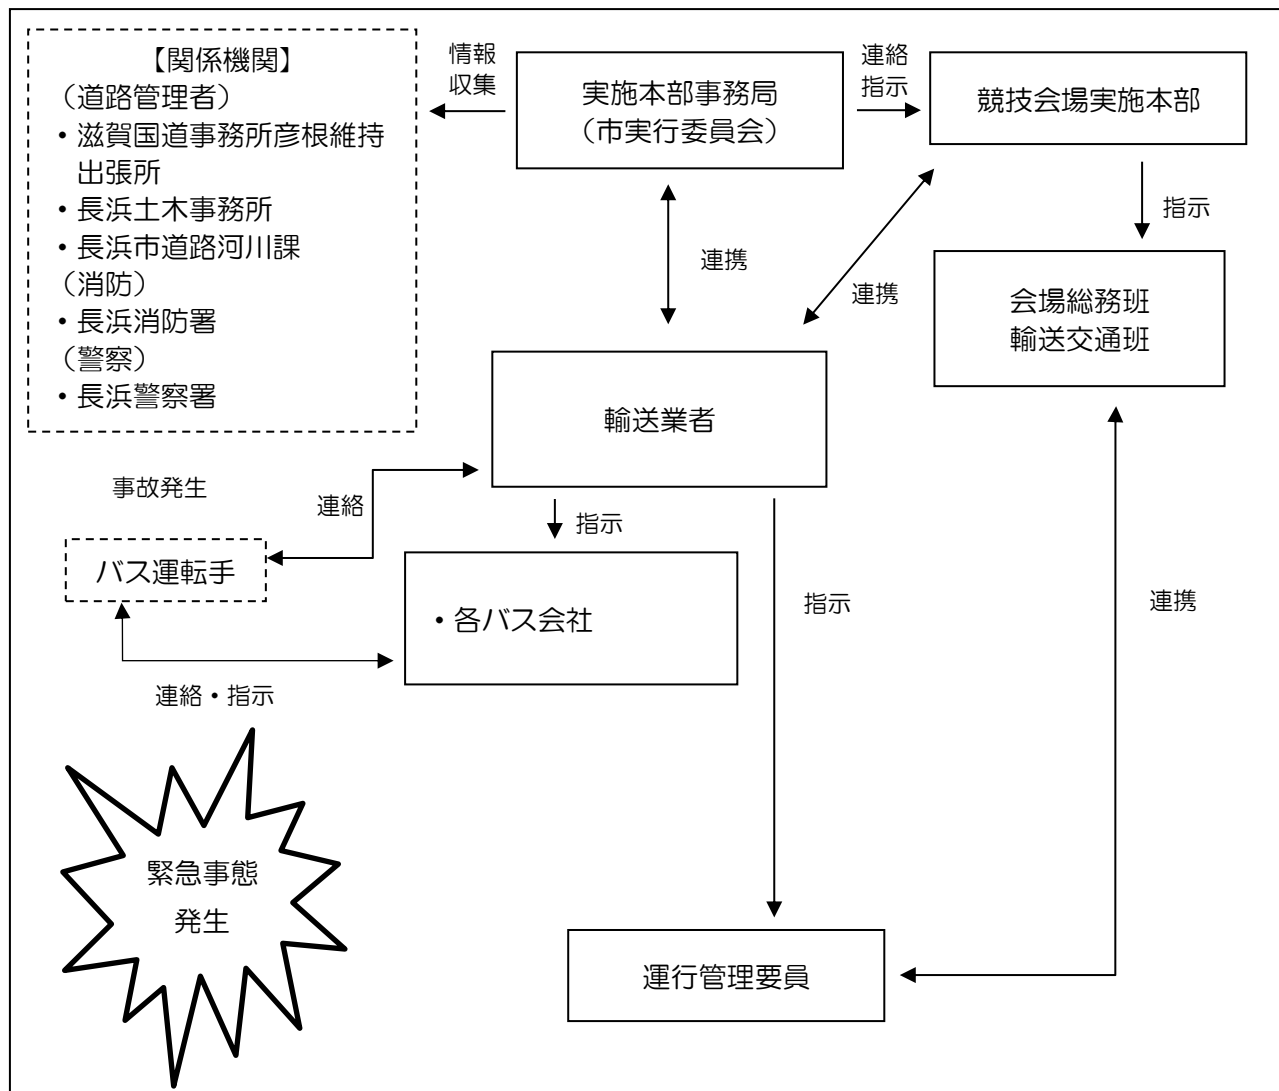 【関係機関】
（道路管理者）
・滋賀国道事務所彦根維持
出張所
・長浜土木事務所
・長浜市道路河川課
（消防）
・長浜消防署
（警察）
・長浜警察署
情報
収集
実施本部事務局
（市実行委員会）
連絡
指示
競技会場実施本部
指示
連携
連携
会場総務班
輸送交通班
輸送業者
事故発生
連絡
指示
バス運転手
・各バス会社
指示
連携
連絡・指示
緊急事態
発生
運行管理要員